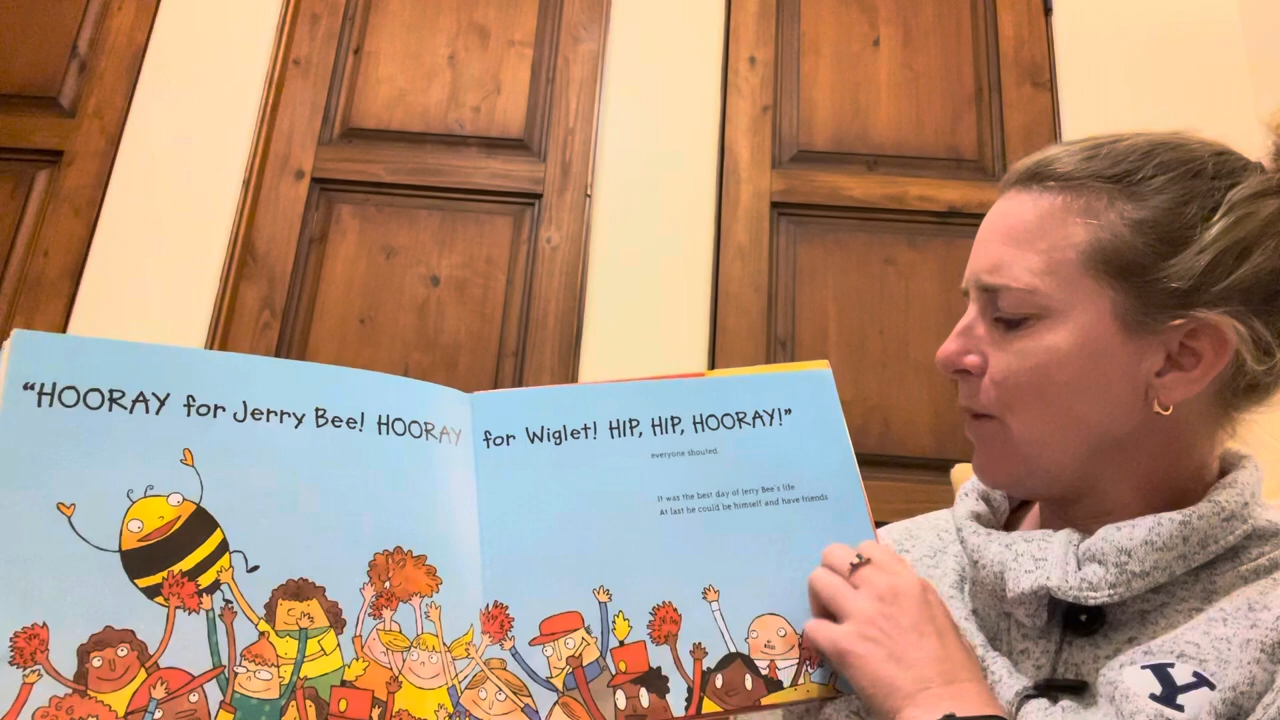 “HOORAY for Jerry Bee! HOORAY for Wiglet! HIP, HIP, HOORAY!”
everyone shouted.
It was the best day of Jerry Bee's life
At last he could be himself and have friends
Y